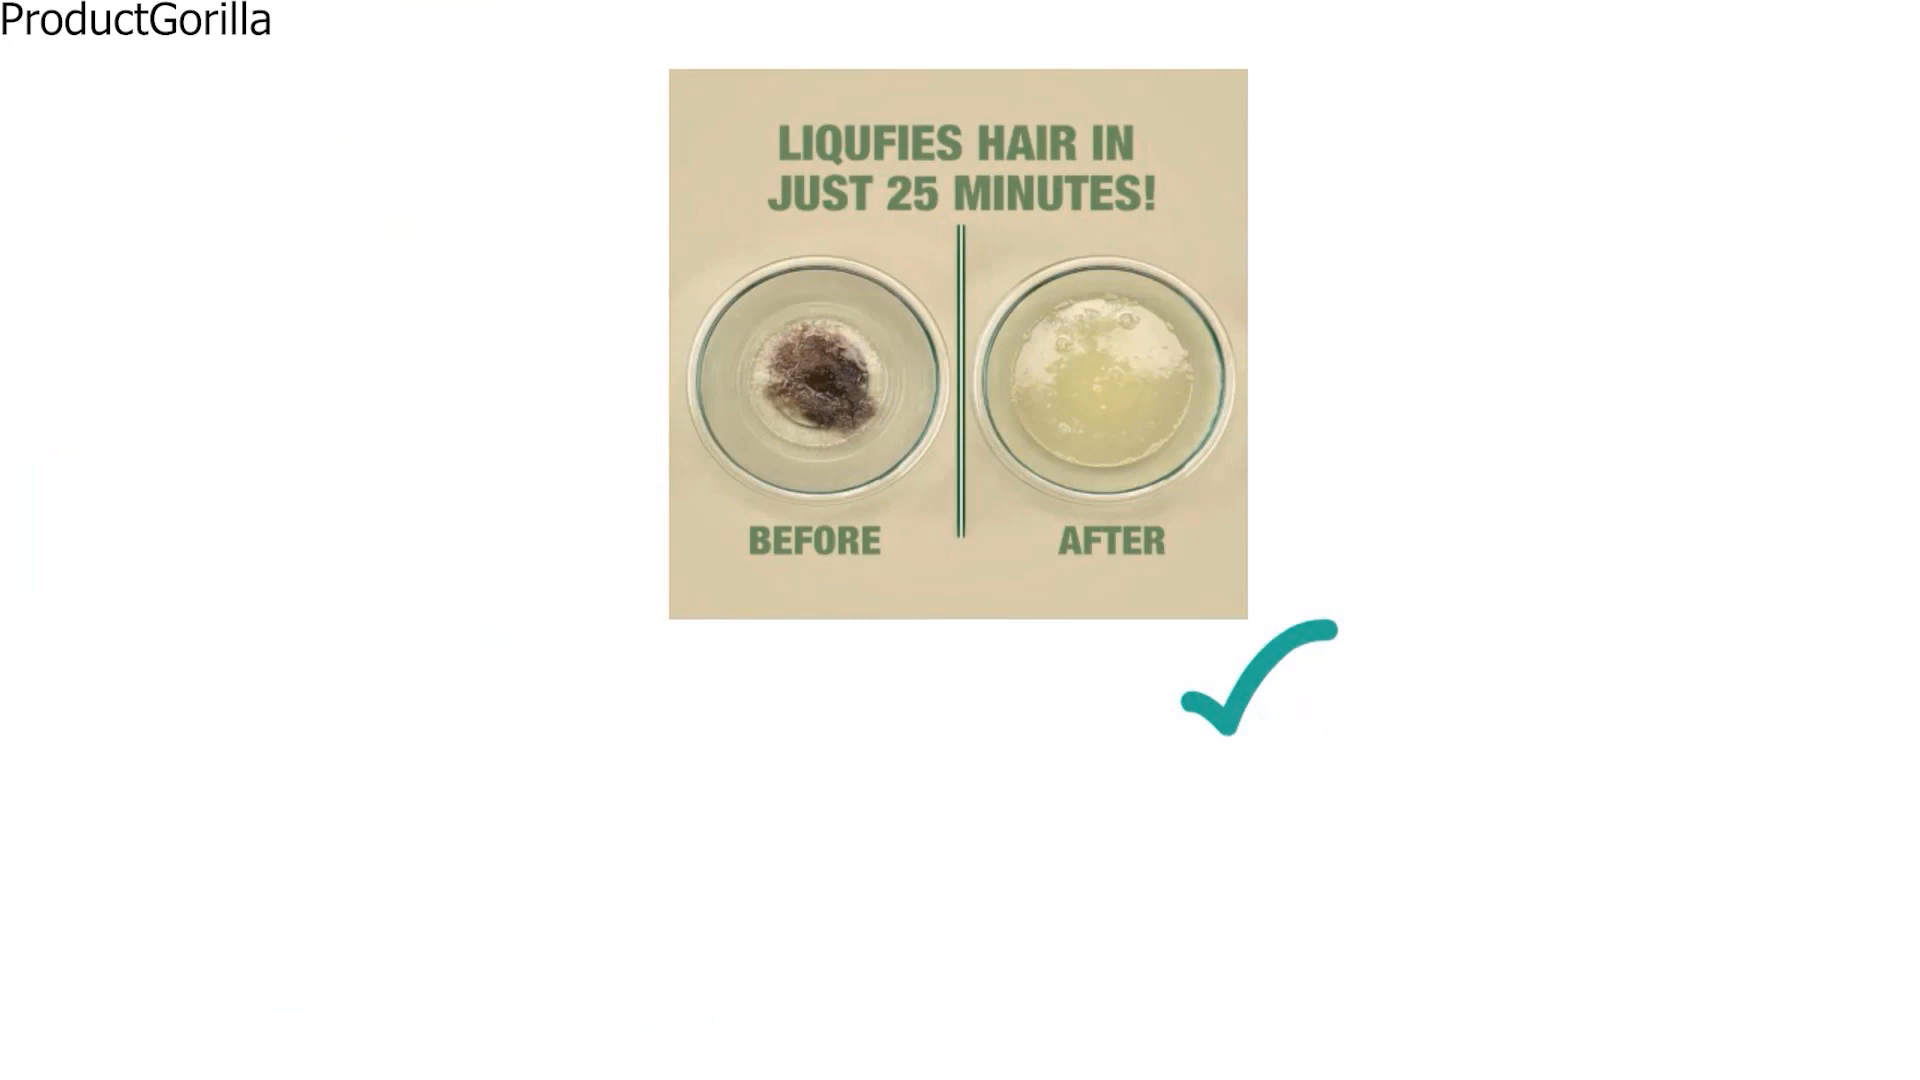 ProductGorilla
LIQUFIES HAIR IN
JUST 25 MINUTES!
BEFORE
AFTER